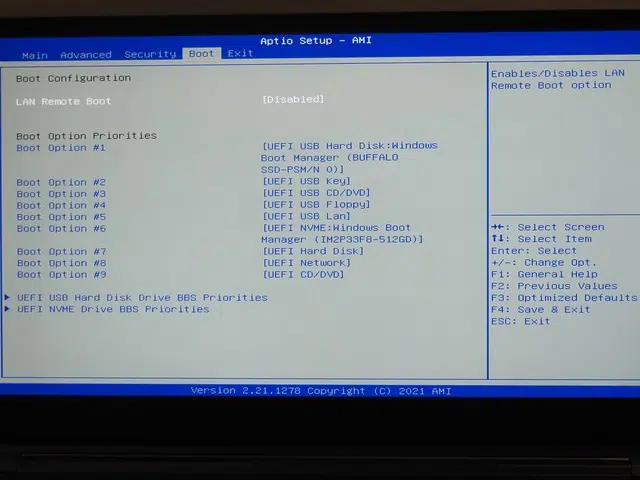 Aptio Setup - AMI
Main Advanced Security Boot Exit
Boot Configuration
LAN Remote Boot [Disabled]
Boot Option Priorities
Boot Option #1 [UEFI USB Hard Disk:Windows
Boot Manager (BUFFALO
SSD-PSM/N 0)]
Boot Option #2 [UEFI USB Key]
Boot Option #3 [UEFI USB CD/DVD]
Boot Option #4 [UEFI USB Floppy]
Boot Option #5 [UEFI USB Lan]
Boot Option #6 [UEFI NVME:Windows Boot
Manager (IM2P33F8-512GD)]
Boot Option #7 [UEFI Hard Disk]
Boot Option #8 [UEFI Network]
Boot Option #9 [UEFI CD/DVD]
▶ UEFI USB Hard Disk Drive BBS Priorities
▶ UEFI NVME Drive BBS Priorities
Enables/Disables LAN
Remote Boot option
→←: Select Screen
↑↓: Select Item
Enter: Select
+/-: Change Opt.
F1: General Help
F2: Previous Values
F3: Optimized Defaults
F4: Save & Exit
ESC: Exit
Version 2.21.1278 Copyright (C) 2021 AMI